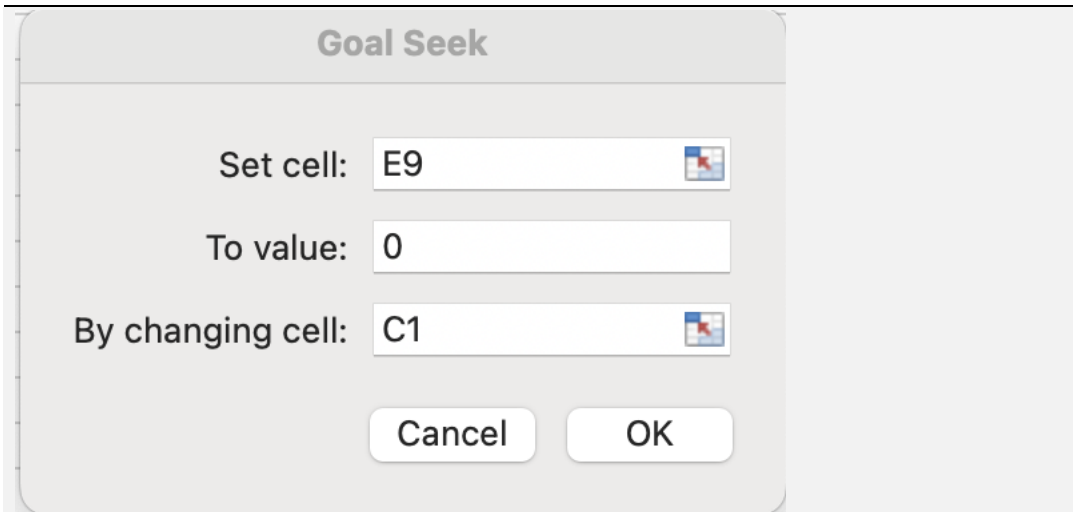 Goal Seek
Set cell: E9
To value: 0
By changing cell: C1
Cancel OK